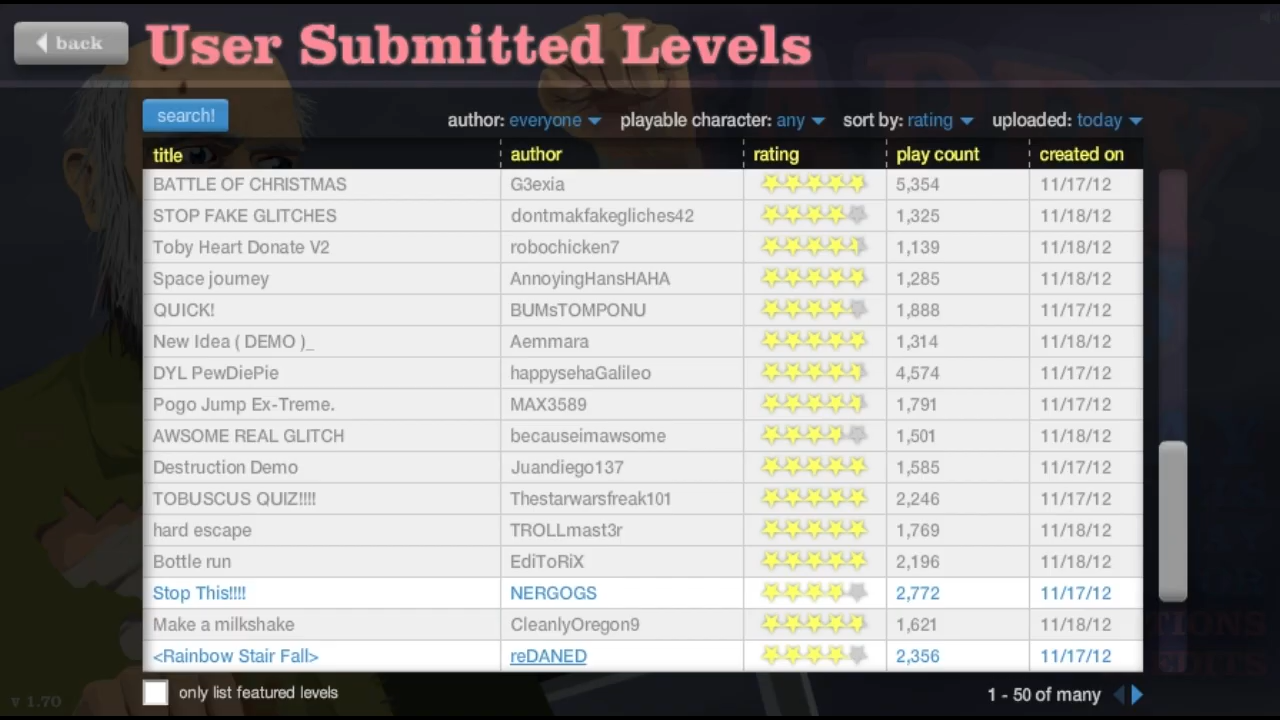 back
User Submitted Levels
search!
author: everyone playable character: any sort by: rating uploaded: today
title author rating play count created on
BATTLE OF CHRISTMAS G3exia 5,354 11/17/12
STOP FAKE GLITCHES dontmakfakegliches42 1,325 11/18/12
Toby Heart Donate V2 robochicken7 1,139 11/18/12
Space journey AnnoyingHansHAHA 1,285 11/18/12
QUICK! BUMsTOMPONU 1,888 11/18/12
New Idea ( DEMO )_ Aemmara 1,314 11/18/12
DYL PewDiePie happysehaGalileo 4,574 11/17/12
Pogo Jump Ex-Treme. MAX3589 1,791 11/17/12
AWSOME REAL GLITCH becauseimawsome 1,501 11/18/12
Destruction Demo Juandiego137 1,585 11/17/12
TOBUSCUS QUIZ!!!! Thestarwarsfreak101 2,246 11/17/12
hard escape TROLLmast3r 1,769 11/18/12
Bottle run EdiToRiX 2,196 11/18/12
Stop This!!!! NERGOGS 2,772 11/17/12
Make a milkshake CleanlyOregon9 1,621 11/18/12
<Rainbow Stair Fall> reDANED 2,356 11/17/12
only list featured levels 1 - 50 of many
v 1.70